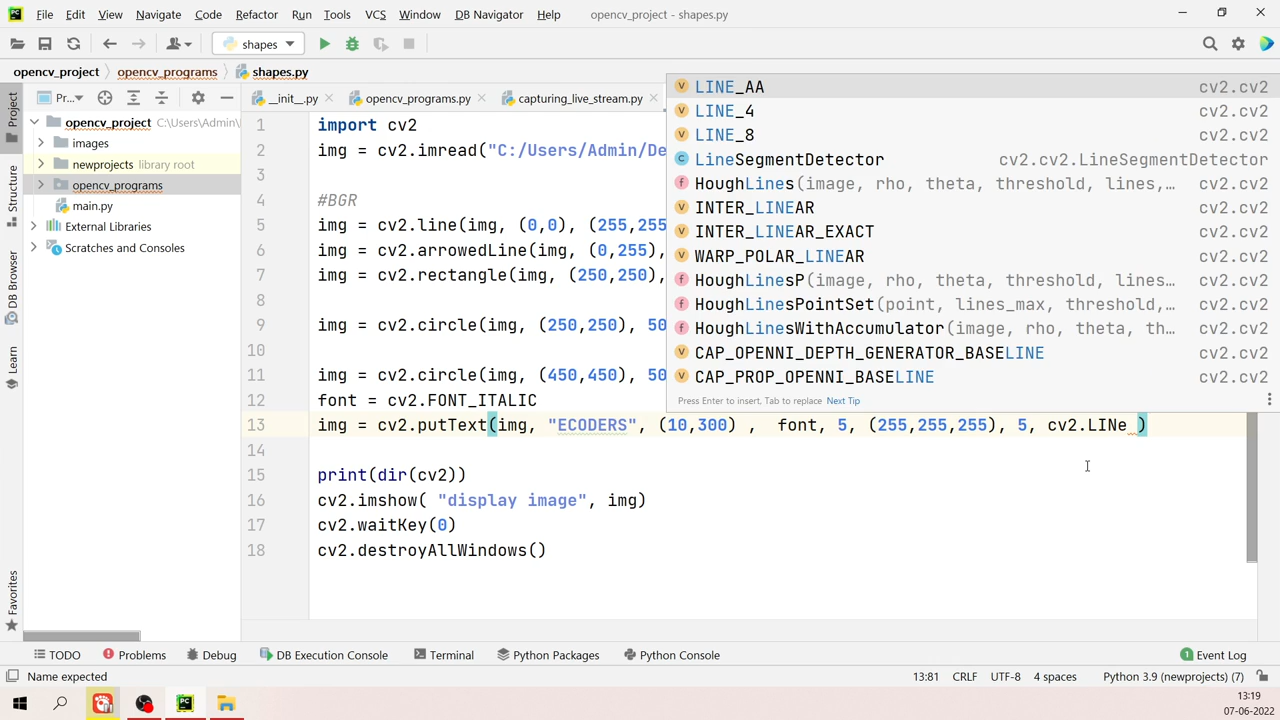 File Edit View Navigate Code Refactor Run Tools VCS Window DB Navigator Help opencv_project - shapes.py
shapes
opencv_project opencv_programs shapes.py
Pr... __init__.py opencv_programs.py capturing_live_stream.py
Project
Structure
DB Browser
Learn
Favorites
opencv_project C:\Users\Admin\
images
newprojects library root
opencv_programs
main.py
External Libraries
Scratches and Consoles
1 import cv2
2 img = cv2.imread("C:/Users/Admin/De
3
4 #BGR
5 img = cv2.line(img, (0,0), (255,255
6 img = cv2.arrowedLine(img, (0,255),
7 img = cv2.rectangle(img, (250,250),
8
9 img = cv2.circle(img, (250,250), 50
10
11 img = cv2.circle(img, (450,450), 50
12 font = cv2.FONT_ITALIC
13 img = cv2.putText(img, "ECODERS", (10,300) , font, 5, (255,255,255), 5, cv2.LINe )
14
15 print(dir(cv2))
16 cv2.imshow( "display image", img)
17 cv2.waitKey(0)
18 cv2.destroyAllWindows()
LINE_AA cv2.cv2
LINE_4 cv2.cv2
LINE_8 cv2.cv2
LineSegmentDetector cv2.cv2.LineSegmentDetector
HoughLines(image, rho, theta, threshold, lines,... cv2.cv2
INTER_LINEAR cv2.cv2
INTER_LINEAR_EXACT cv2.cv2
WARP_POLAR_LINEAR cv2.cv2
HoughLinesP(image, rho, theta, threshold, lines... cv2.cv2
HoughLinesPointSet(point, lines_max, threshold,... cv2.cv2
HoughLinesWithAccumulator(image, rho, theta, th... cv2.cv2
CAP_OPENNI_DEPTH_GENERATOR_BASELINE cv2.cv2
CAP_PROP_OPENNI_BASELINE cv2.cv2
Press Enter to insert, Tab to replace Next Tip
TODO Problems Debug DB Execution Console Terminal Python Packages Python Console 1 Event Log
Name expected 13:81 CRLF UTF-8 4 spaces Python 3.9 (newprojects) (7)
13:19
07-06-2022